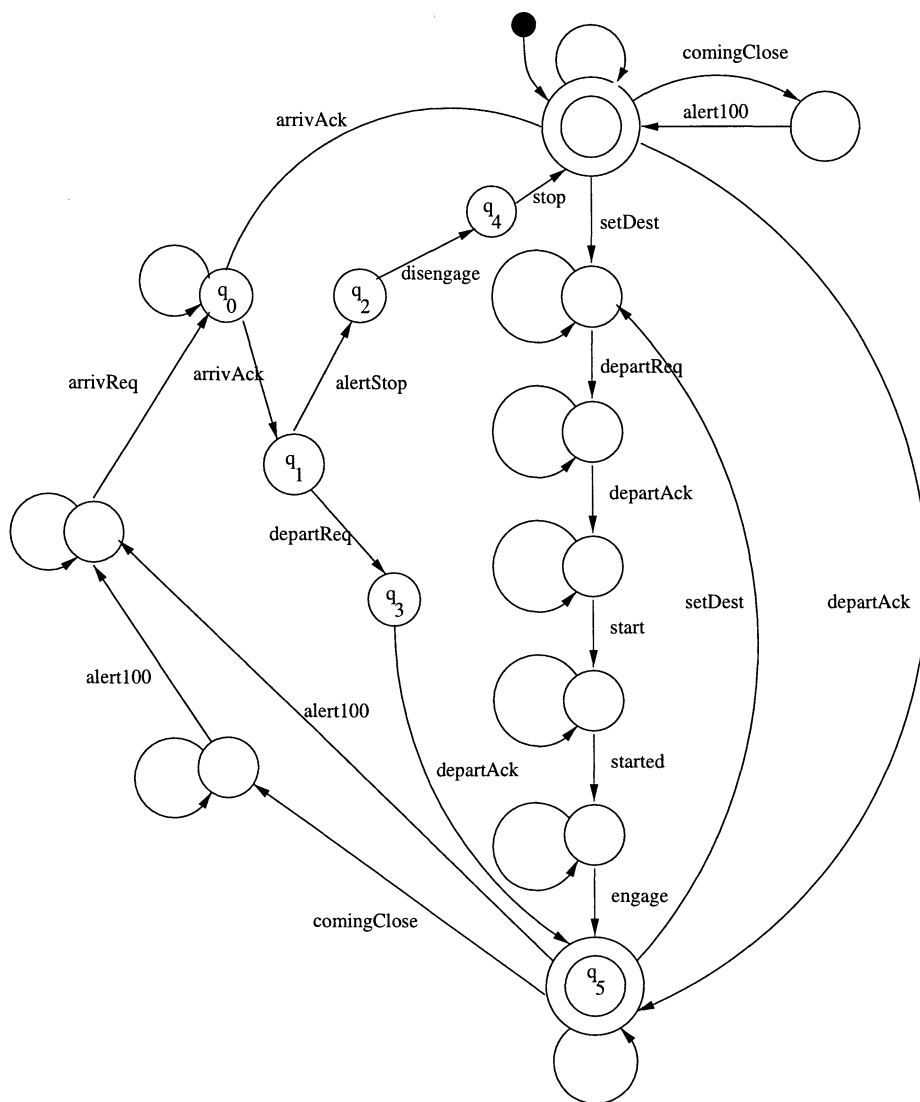 comingClose
arrivAck
alert100
q4
stop
setDest
disengage
q0
q2
departReq
arrivReq
arrivAck
alertStop
q1
departAck
departReq
q3
setDest
departAck
start
alert100
alert100
started
departAck
engage
comingClose
q5